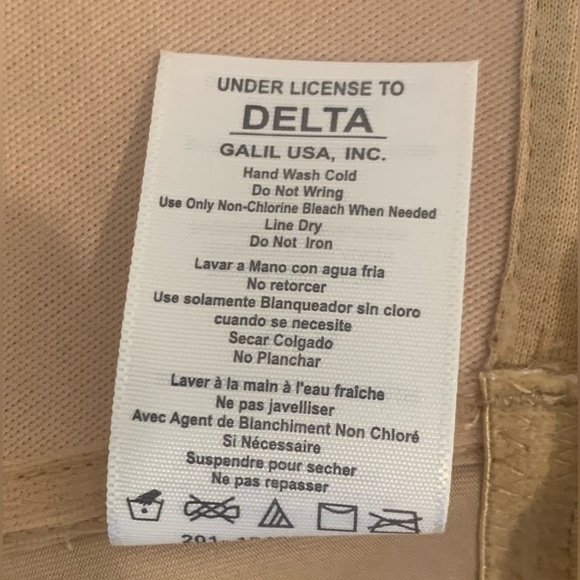 UNDER LICENSE TO
DELTA
GALIL USA, INC.
Hand Wash Cold
Do Not Wring
Use Only Non-Chlorine Bleach When Needed
Line Dry
Do Not Iron
Lavar a Mano con agua fria
No retorcer
Use solamente Blanqueador sin cloro
cuando se necesite
Secar Colgado
No Planchar
Laver à la main à l'eau fraîche
Ne pas javelliser
Avec Agent de Blanchiment Non Chloré
Si Nécessaire
Suspendre pour secher
Ne pas repasser